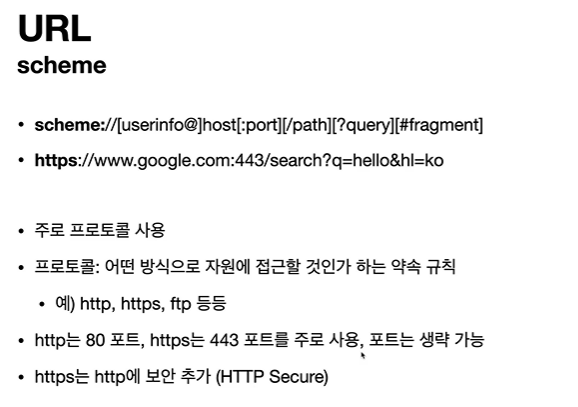 URL
scheme
• scheme://[userinfo@]host[:port][/path][?query][#fragment]
• https://www.google.com:443/search?q=hello&hl=ko
• 주로 프로토콜 사용
• 프로토콜: 어떤 방식으로 자원에 접근할 것인가 하는 약속 규칙
• 예) http, https, ftp 등등
• http는 80 포트, https는 443 포트를 주로 사용, 포트는 생략 가능
• https는 http에 보안 추가 (HTTP Secure)